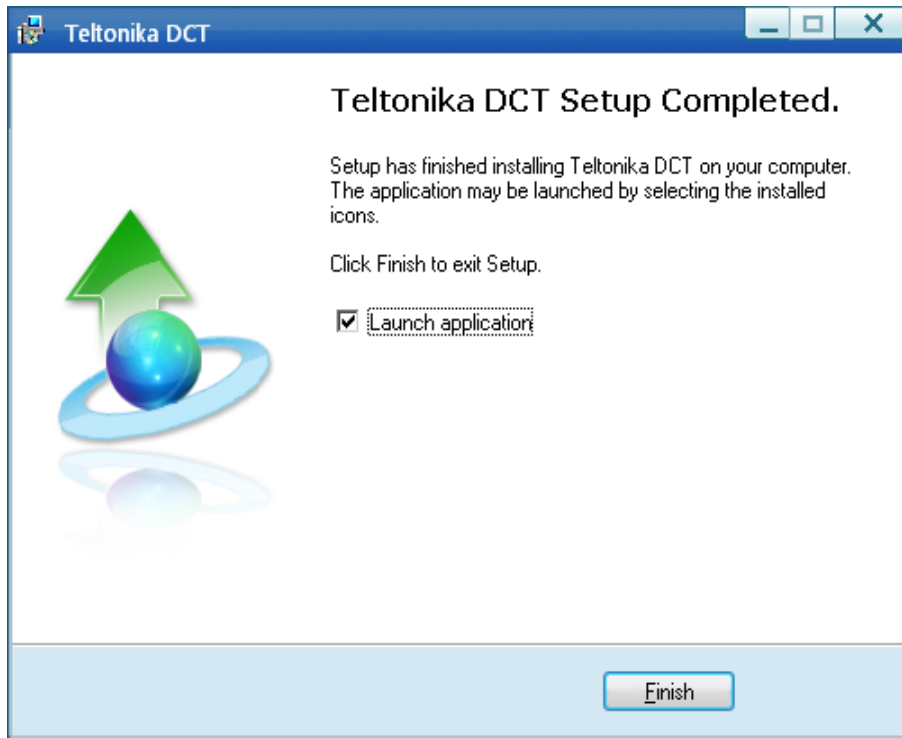 Teltonika DCT
Teltonika DCT Setup Completed.
Setup has finished installing Teltonika DCT on your computer.
The application may be launched by selecting the installed
icons.
Click Finish to exit Setup.
Launch application
Finish